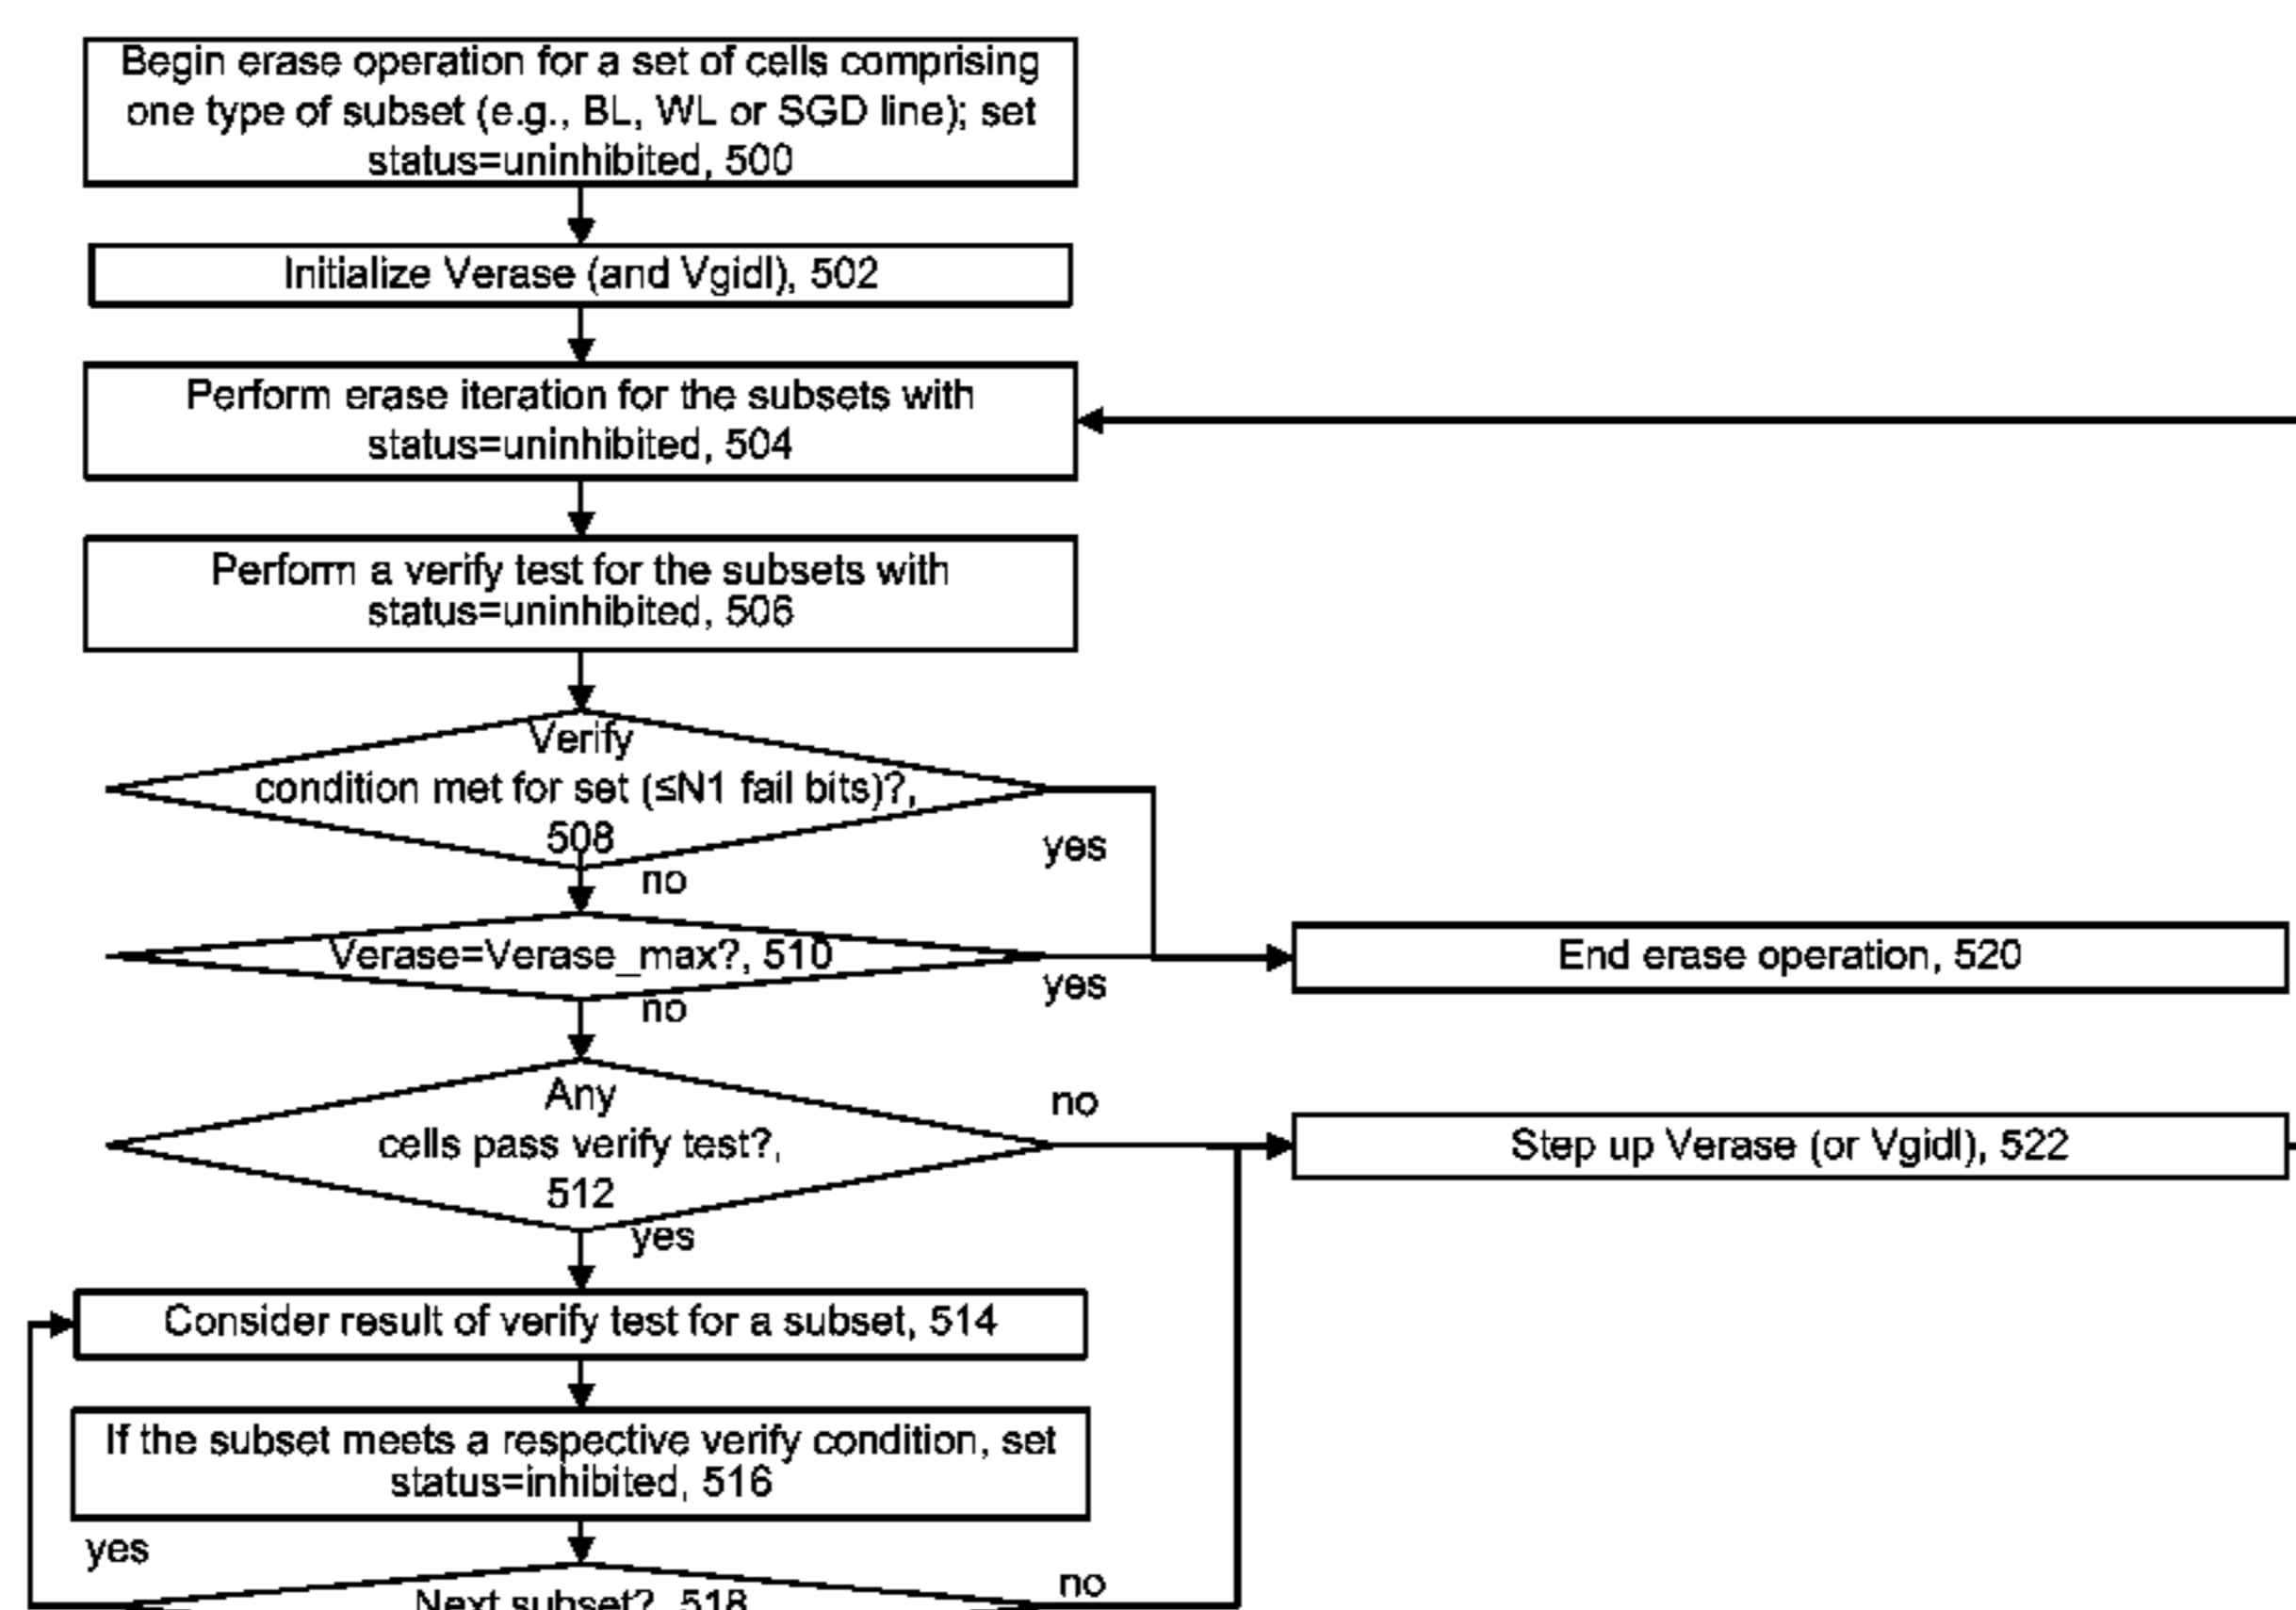 Begin erase operation for a set of cells comprising
one type of subset (e.g., BL, WL or SGD line); set
status=uninhibited, 500
Initialize Verase (and Vgidl), 502
Perform erase iteration for the subsets with
status=uninhibited, 504
Perform a verify test for the subsets with
status=uninhibited, 506
Verify
condition met for set (≤N1 fail bits)?,
508
yes
no
Verase=Verase_max?, 510
yes
no
End erase operation, 520
Any
cells pass verify test?,
512
no
yes
Step up Verase (or Vgidl), 522
Consider result of verify test for a subset, 514
If the subset meets a respective verify condition, set
status=inhibited, 516
yes
no
Next subset?, 518